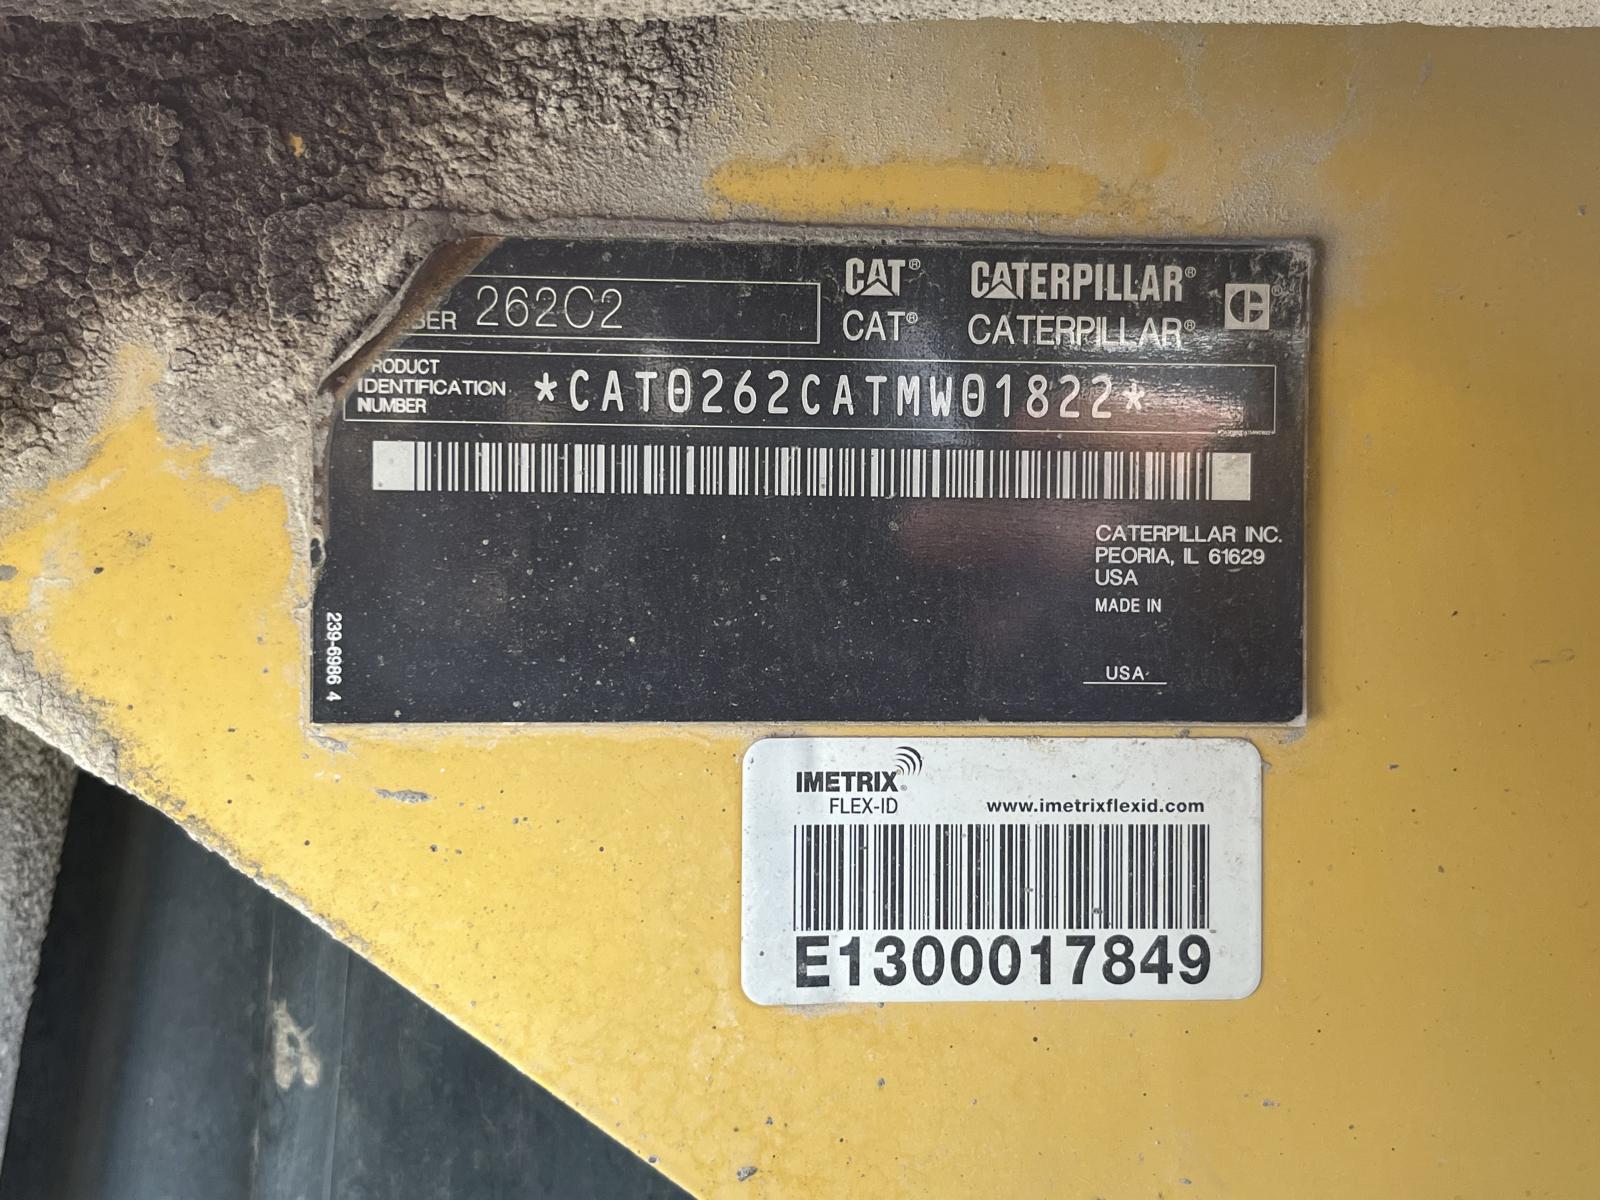 262C2
CAT® CATERPILLAR®
CAT® CATERPILLAR®
PRODUCT
IDENTIFICATION
NUMBER
*CAT0262CATMW01822*
CATERPILLAR INC.
PEORIA, IL 61629
USA
MADE IN
USA
239-6986 4
IMETRIX®
FLEX-ID
www.imetrixflexid.com
E1300017849